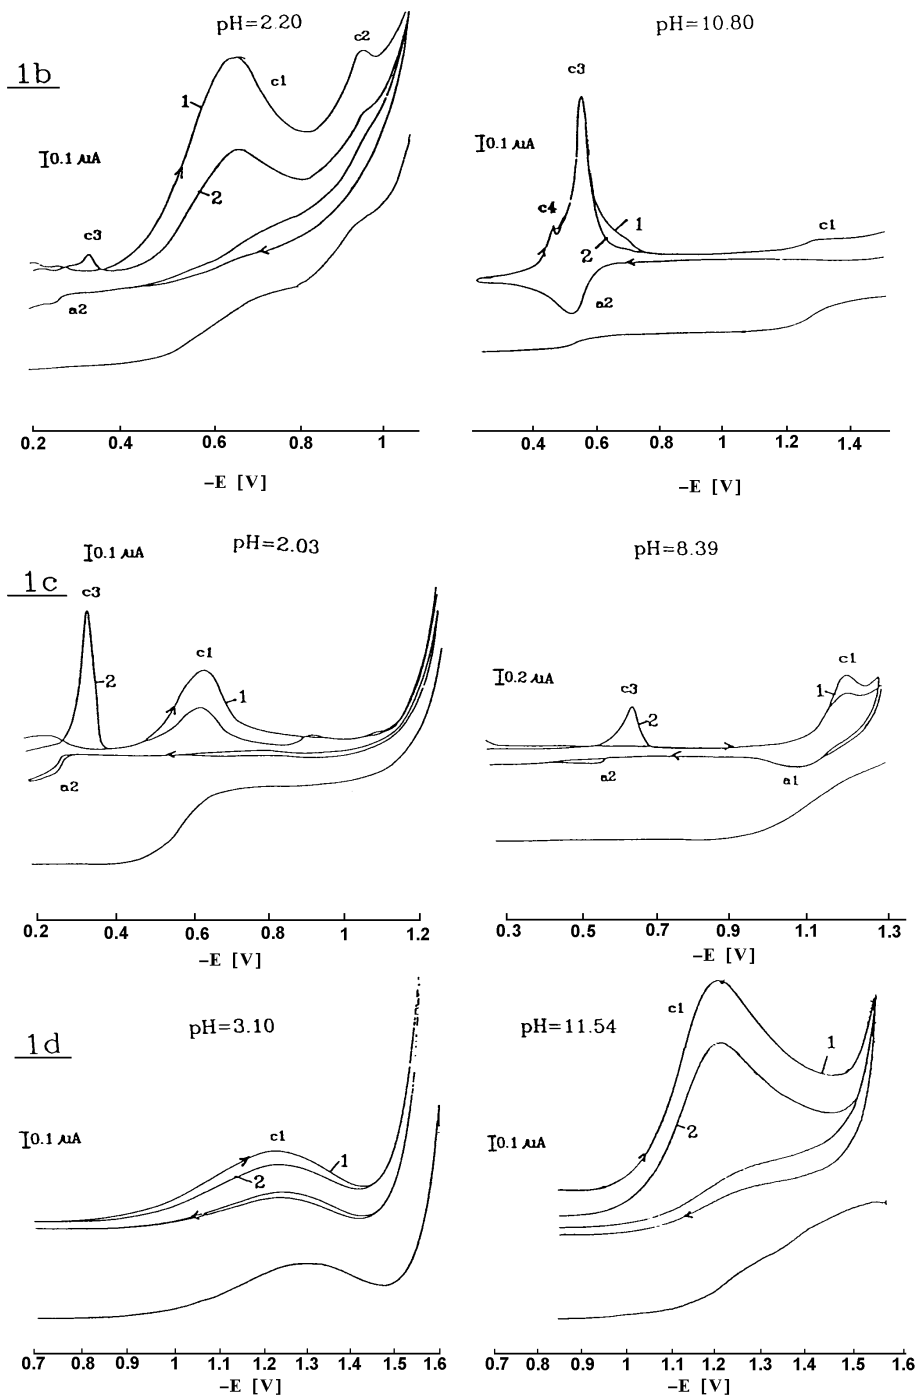 pH=2.20
pH=10.80
1b
c1
c2
c3
1
I0.1 µA
I0.1 µA
2
c4
1
c3
c1
2
a2
a2
0.2 0.4 0.6 0.8 1
0.4 0.6 0.8 1 1.2 1.4
–E [V]
–E [V]
I0.1 µA
pH=2.03
pH=8.39
1c
c3
c1
c1
2
I0.2 µA
c3
1
1
2
a2
a2
a1
0.2 0.4 0.6 0.8 1 1.2
0.3 0.5 0.7 0.9 1.1 1.3
–E [V]
–E [V]
pH=3.10
c1
pH=11.54
1d
1
I0.1 µA
c1
2
I0.1 µA
1
2
0.7 0.8 0.9 1 1.1 1.2 1.3 1.4 1.5 1.6
0.7 0.8 0.9 1 1.1 1.2 1.3 1.4 1.5 1.6
–E [V]
–E [V]